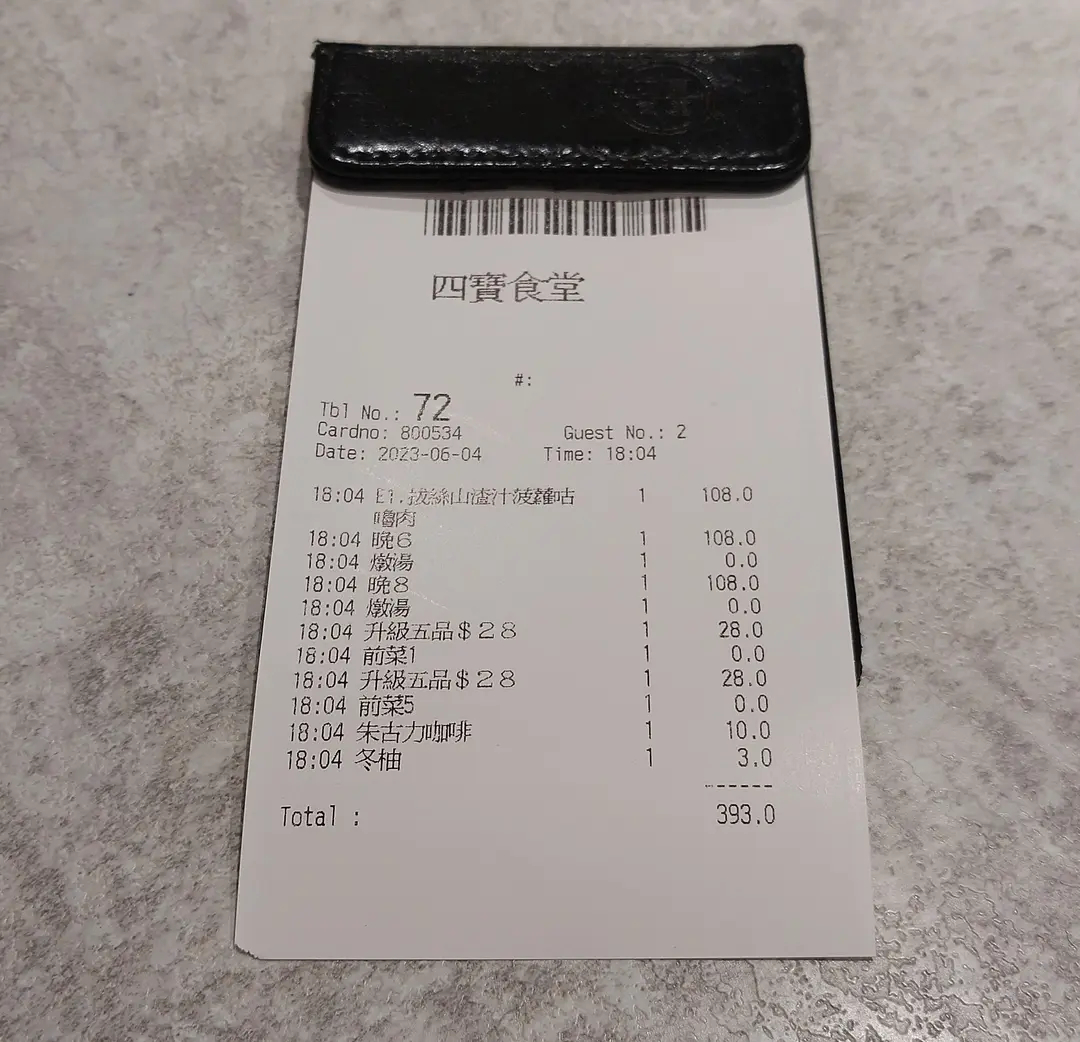 四寶食堂
#:
Tbl No.: 72
Cardno: 800534 Guest No.: 2
Date: 2023-06-04 Time: 18:04
18:04 E1.拔絲山渣汁菠蘿咕 1 108.0
嚕肉
18:04 晚6 1 108.0
18:04 燉湯 1 0.0
18:04 晚8 1 108.0
18:04 燉湯 1 0.0
18:04 升級五品$28 1 28.0
18:04 前菜1 1 0.0
18:04 升級五品$28 1 28.0
18:04 前菜5 1 0.0
18:04 朱古力咖啡 1 10.0
18:04 冬柚 1 3.0
------
Total : 393.0